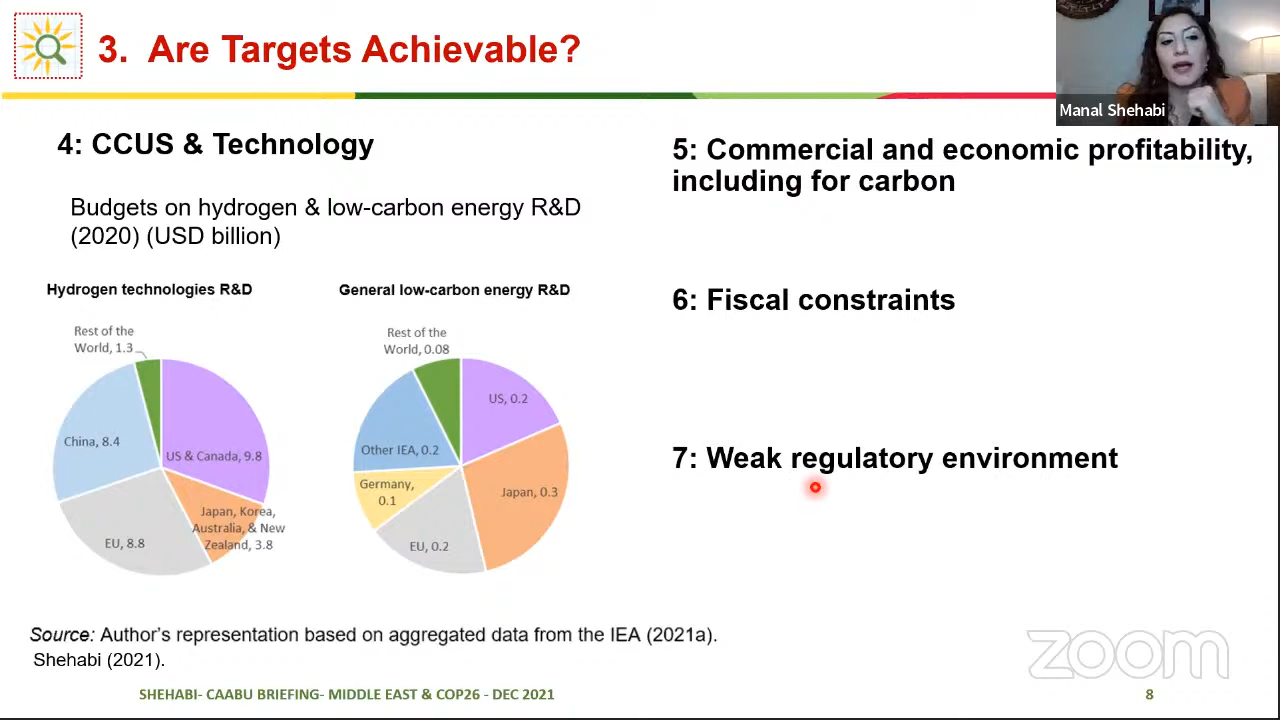 3. Are Targets Achievable?
Manal Shehabi
4: CCUS & Technology
Budgets on hydrogen & low-carbon energy R&D
(2020) (USD billion)
Hydrogen technologies R&D
Rest of the
World, 1.3
China, 8.4
US & Canada, 9.8
Japan, Korea,
Australia, & New
Zealand, 3.8
EU, 8.8
General low-carbon energy R&D
Rest of the
World, 0.08
US, 0.2
Other IEA, 0.2
Germany,
0.1
Japan, 0.3
EU, 0.2
5: Commercial and economic profitability,
including for carbon
6: Fiscal constraints
7: Weak regulatory environment
Source: Author's representation based on aggregated data from the IEA (2021a).
Shehabi (2021).
zoom
SHEHABI- CAABU BRIEFING- MIDDLE EAST & COP26 - DEC 2021
8